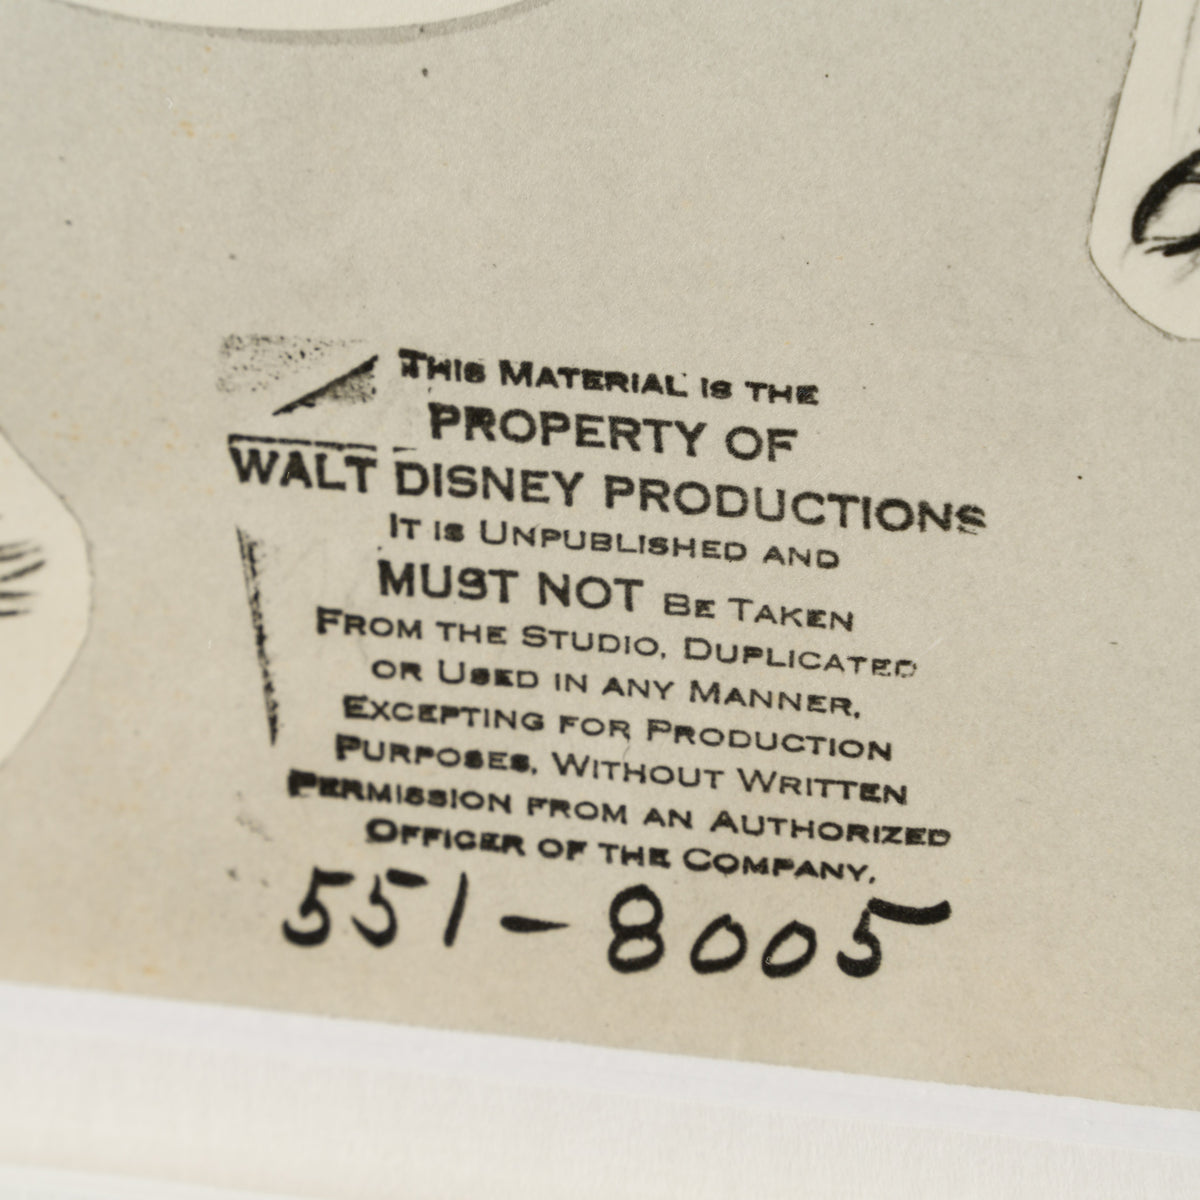 This Material is the
PROPERTY OF
WALT DISNEY PRODUCTIONS
It is Unpublished and
MUST NOT Be Taken
From the Studio, Duplicated
or Used in any Manner,
Excepting for Production
Purposes, Without Written
Permission from an Authorized
Officer of the Company.
551-8005